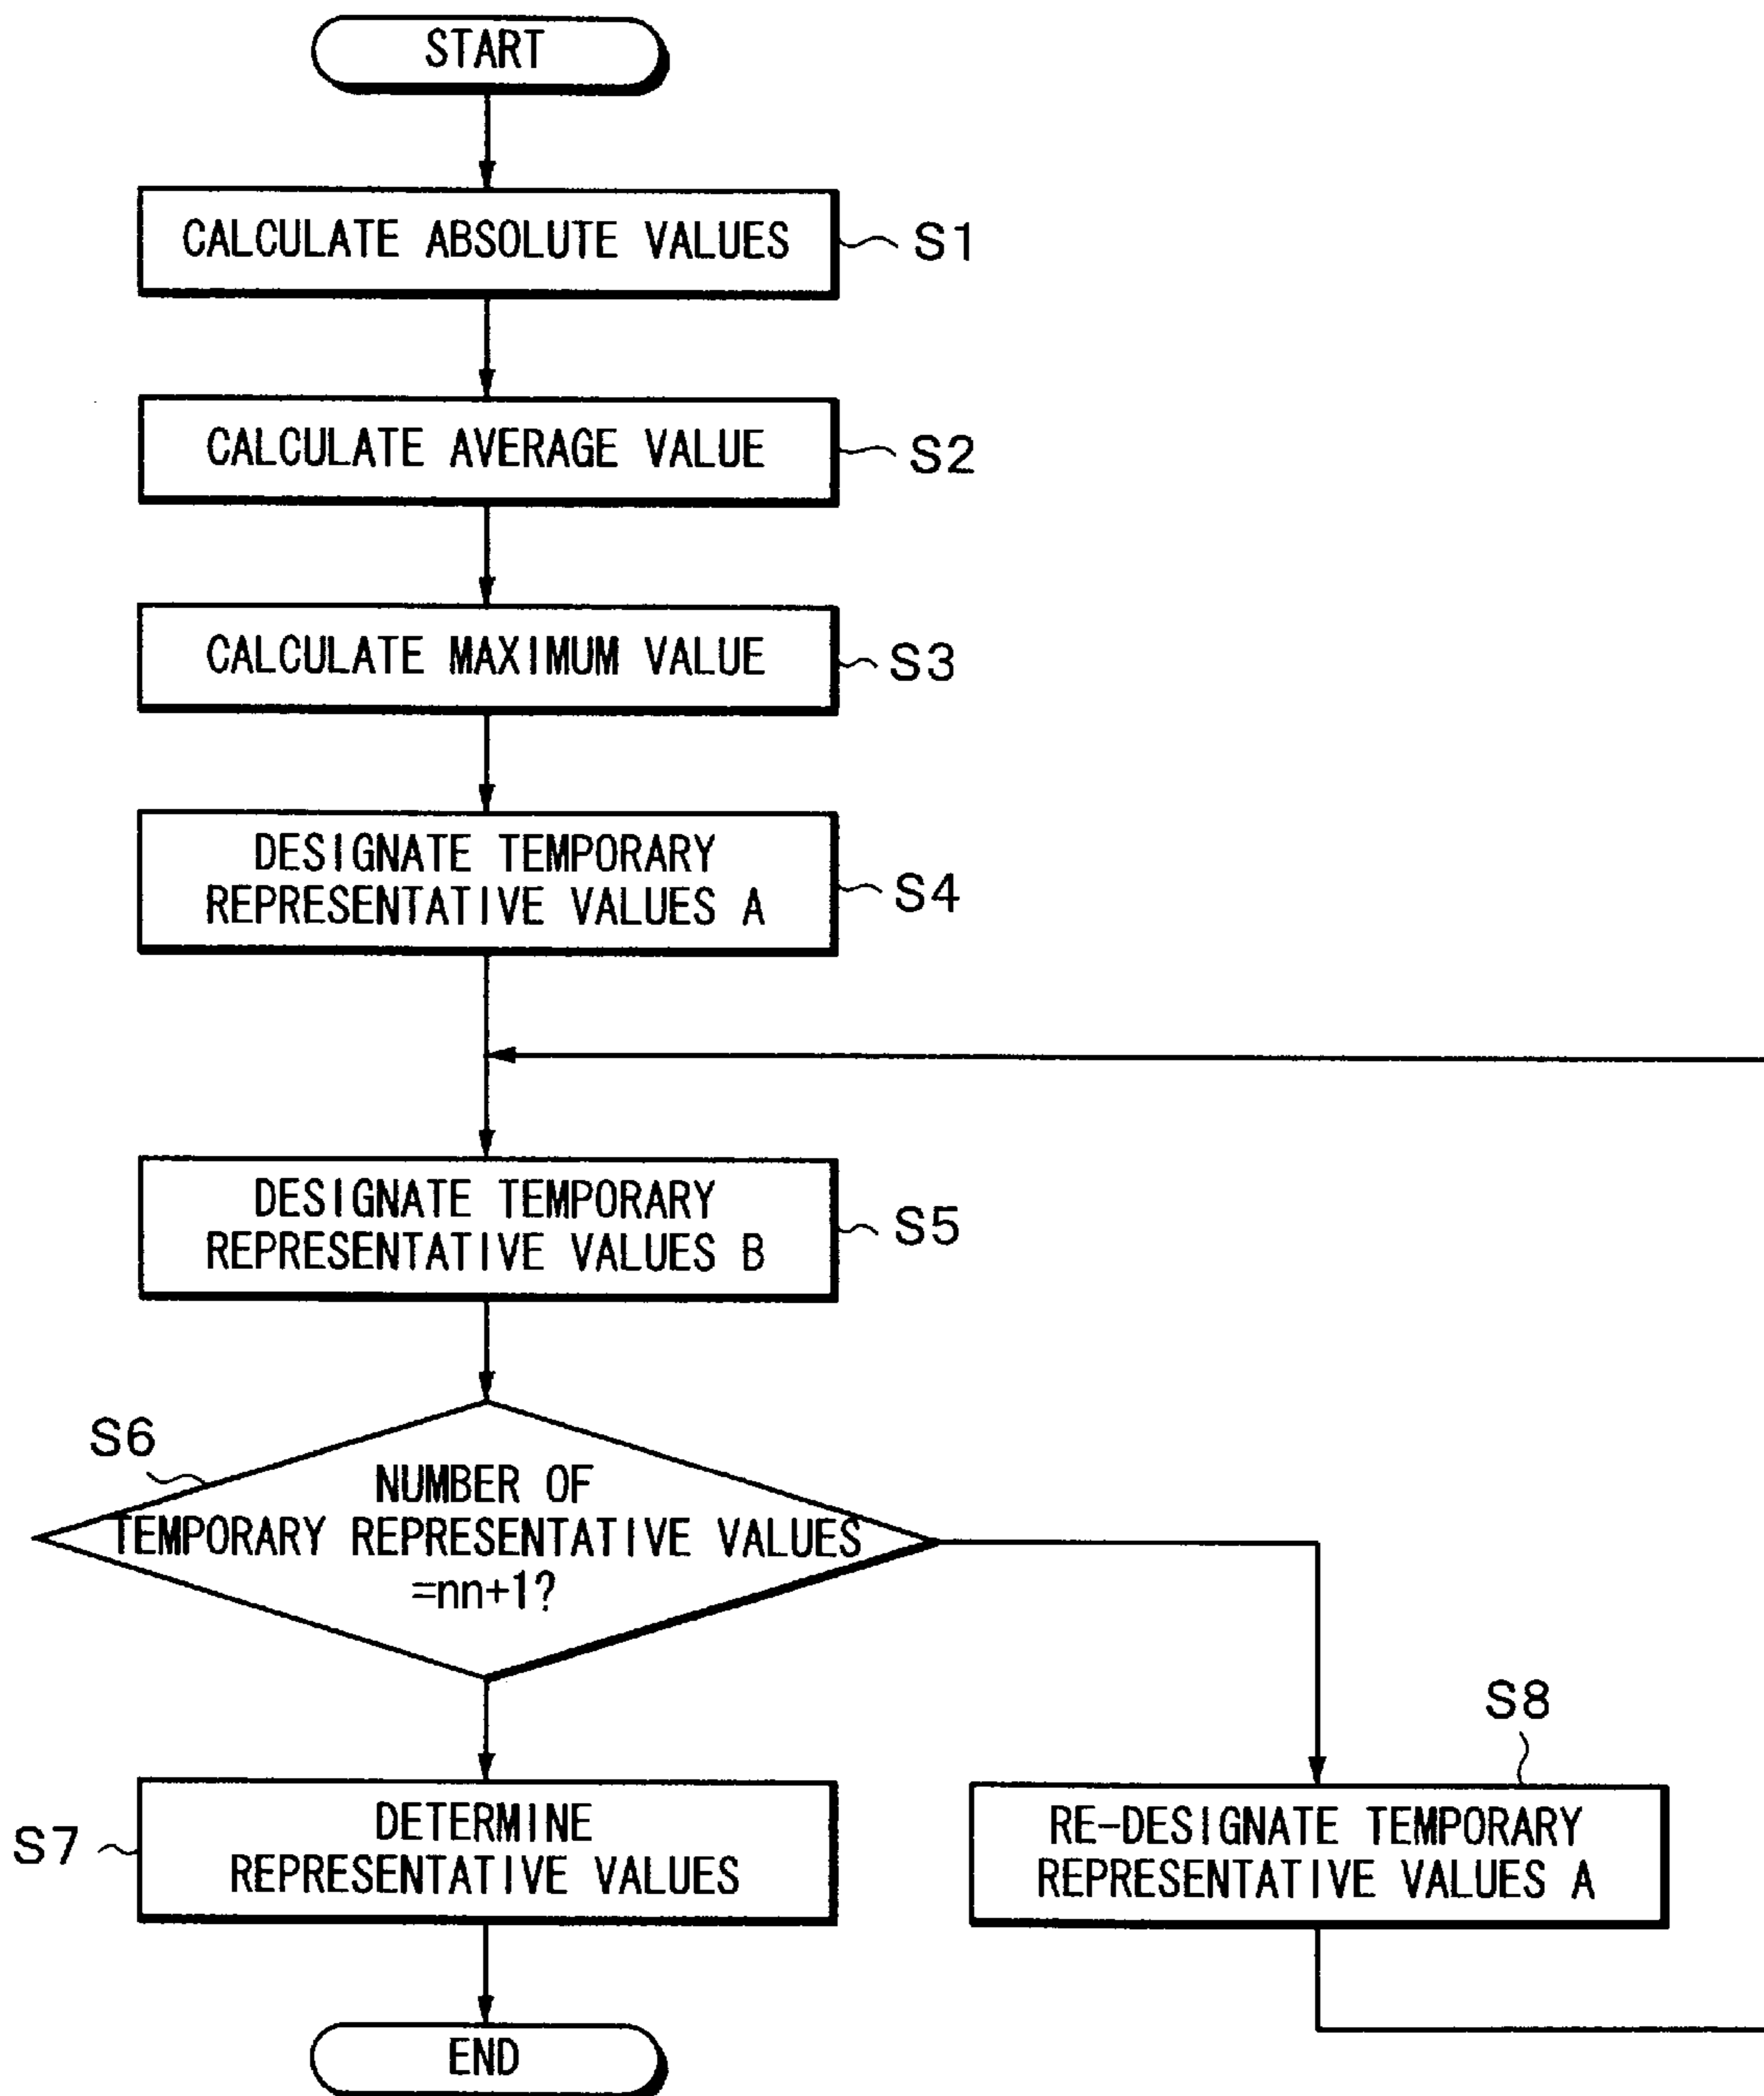 START
CALCULATE ABSOLUTE VALUES
S1
CALCULATE AVERAGE VALUE
S2
CALCULATE MAXIMUM VALUE
S3
DESIGNATE TEMPORARY
REPRESENTATIVE VALUES A
S4
DESIGNATE TEMPORARY
REPRESENTATIVE VALUES B
S5
S6
NUMBER OF
TEMPORARY REPRESENTATIVE VALUES
=nn+1?
S7
DETERMINE
REPRESENTATIVE VALUES
S8
RE-DESIGNATE TEMPORARY
REPRESENTATIVE VALUES A
END